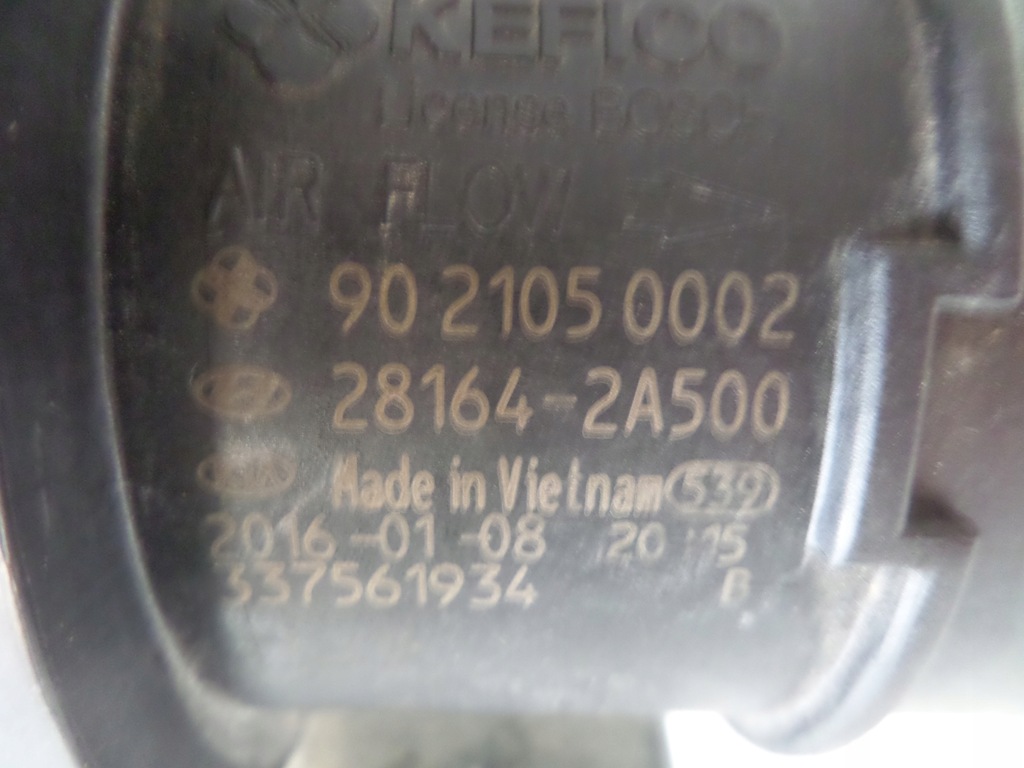 KEFICO
License BOSCH
AIR FLOW
90 2105 0002
28164-2A500
KIA
Made in Vietnam 539
2016-01-08 20:15
337561934 B